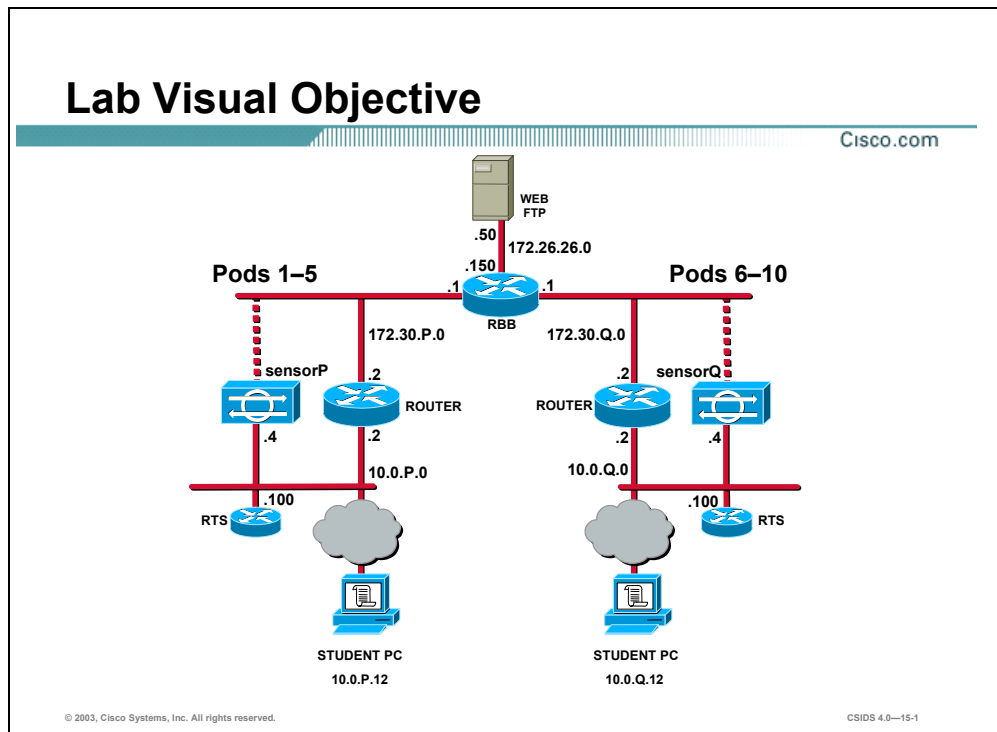 Lab Visual Objective
Cisco.com
WEB
FTP
.50
172.26.26.0
Pods 1–5
.150
Pods 6–10
.1
.1
RBB
172.30.P.0
172.30.Q.0
sensorP
.2
.2
sensorQ
ROUTER
ROUTER
.4
.2
.2
.4
10.0.P.0
10.0.Q.0
.100
.100
RTS
RTS
STUDENT PC
STUDENT PC
10.0.P.12
10.0.Q.12
© 2003, Cisco Systems, Inc. All rights reserved.
CSIDS 4.0—15-1